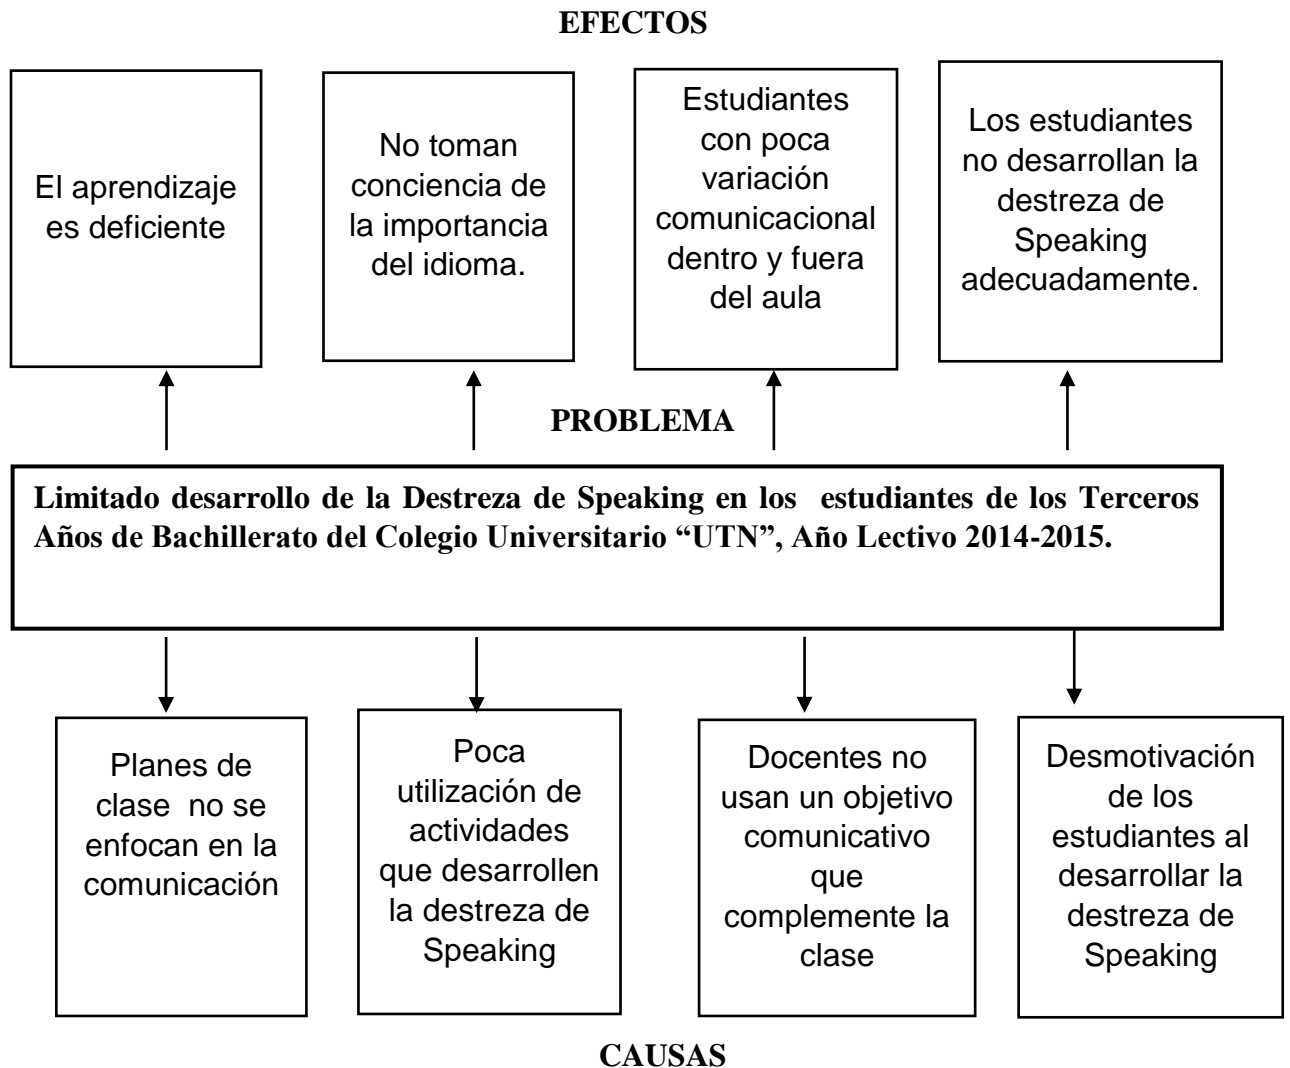 EFECTOS
El aprendizaje
es deficiente
No toman
conciencia de
la importancia
del idioma.
Estudiantes
con poca
variación
comunicacional
dentro y fuera
del aula
Los estudiantes
no desarrollan la
destreza de
Speaking
adecuadamente.
PROBLEMA
Limitado desarrollo de la Destreza de Speaking en los estudiantes de los Terceros
Años de Bachillerato del Colegio Universitario “UTN”, Año Lectivo 2014-2015.
Planes de
clase no se
enfocan en la
comunicación
Poca
utilización de
actividades
que desarrollen
la destreza de
Speaking
Docentes no
usan un objetivo
comunicativo
que
complemente la
clase
Desmotivación
de los
estudiantes al
desarrollar la
destreza de
Speaking
CAUSAS